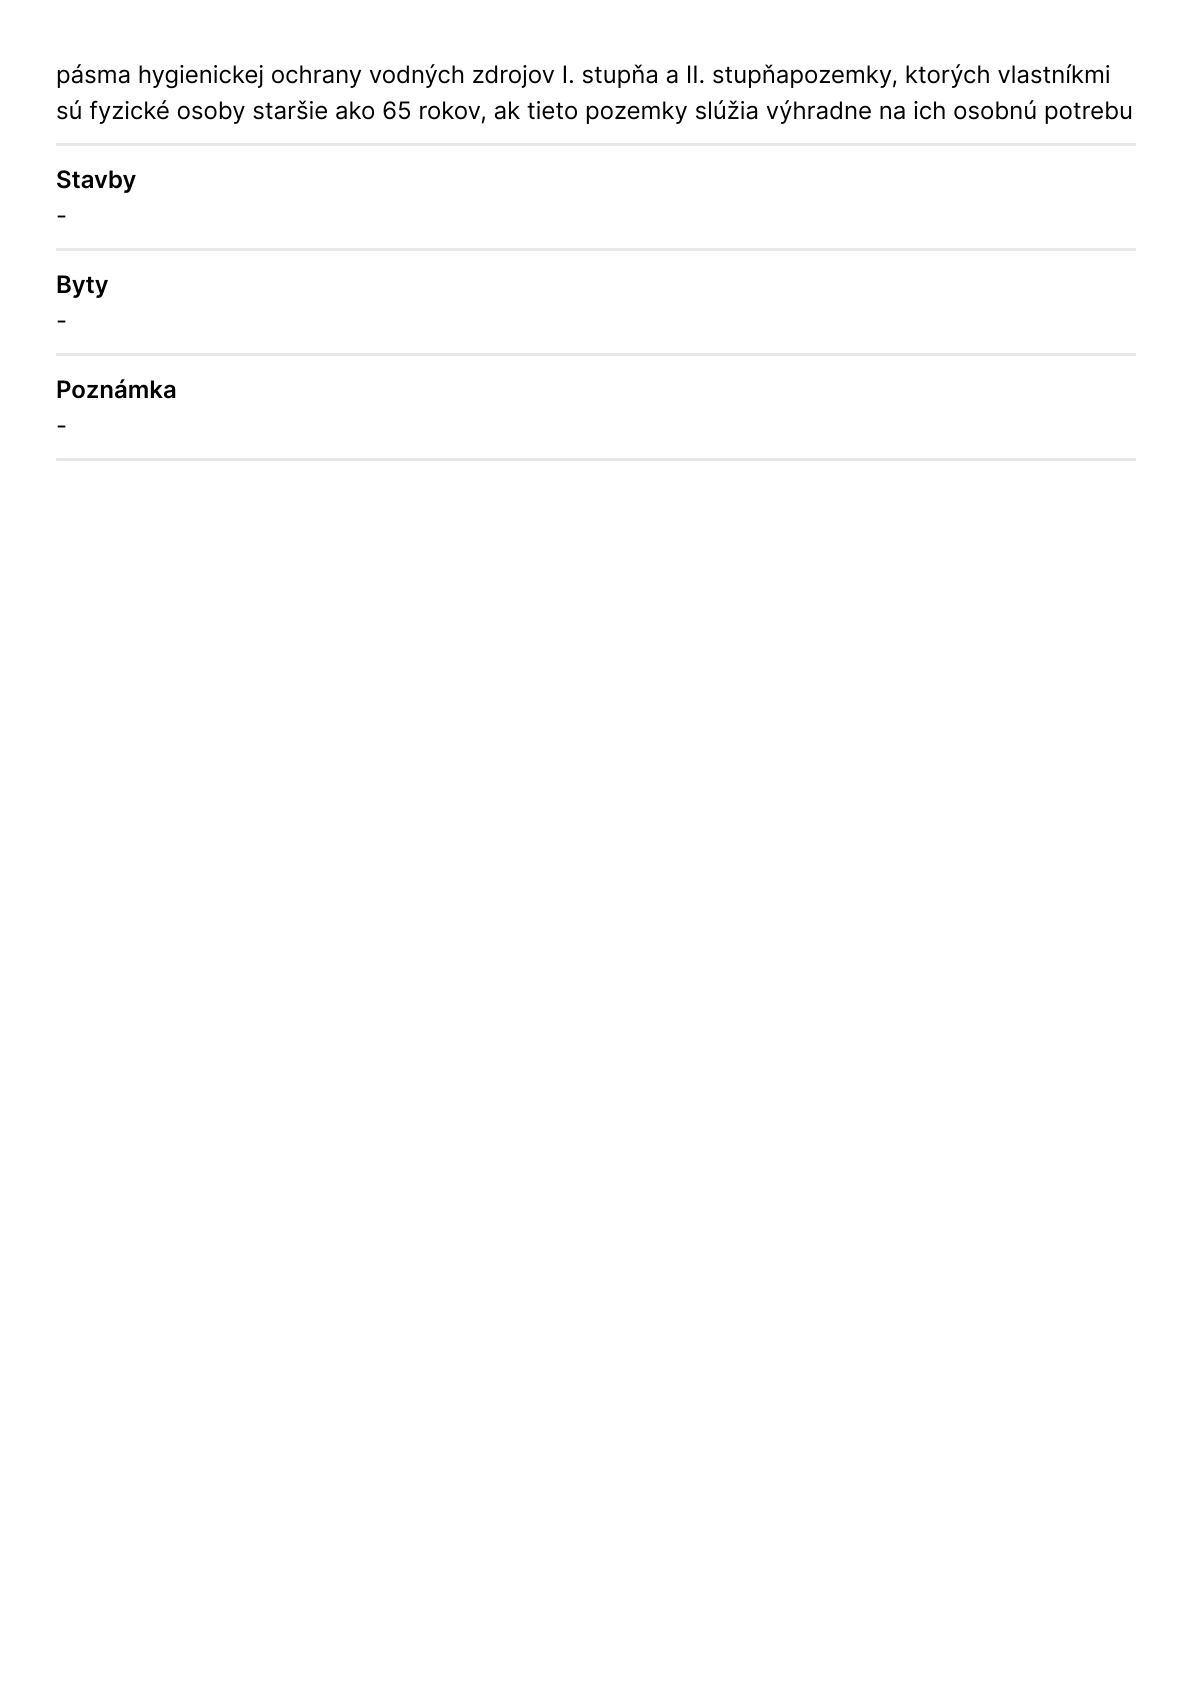 pásma hygienickej ochrany vodných zdrojov I. stupňa a II. stupňapozemky, ktorých vlastníkmi
sú fyzické osoby staršie ako 65 rokov, ak tieto pozemky slúžia výhradne na ich osobnú potrebu
Stavby
-
Byty
-
Poznámka
-